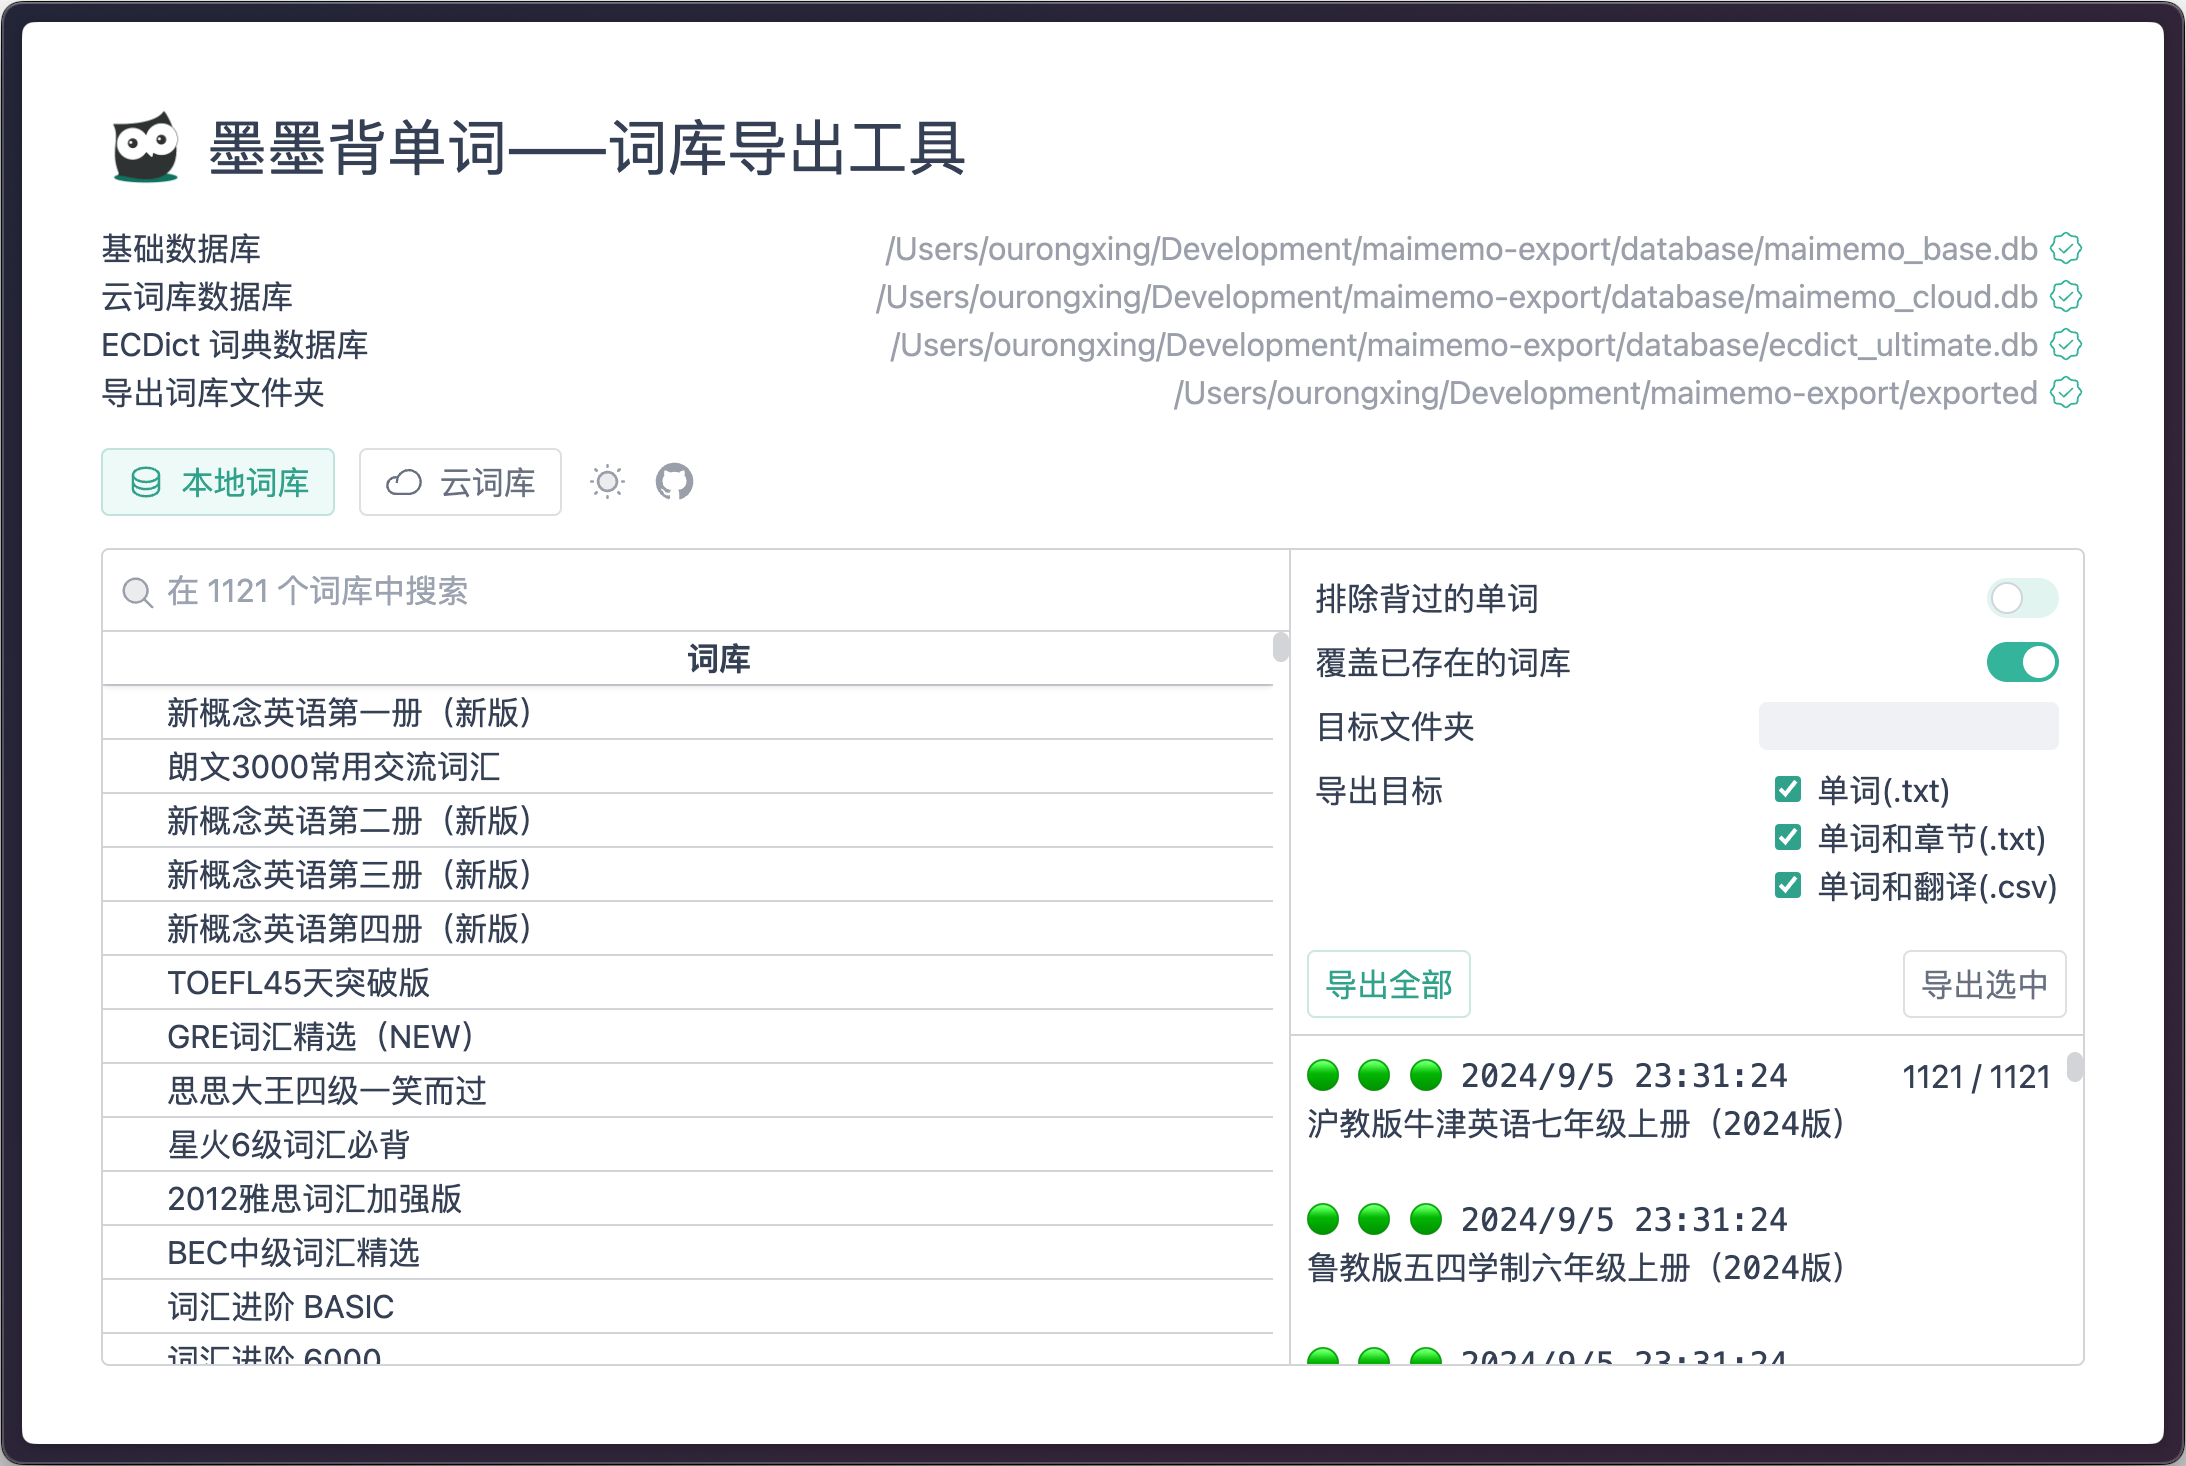 墨墨背单词——词库导出工具
基础数据库 /Users/ourongxing/Development/maimemo-export/database/maimemo_base.db
云词库数据库 /Users/ourongxing/Development/maimemo-export/database/maimemo_cloud.db
ECDict 词典数据库 /Users/ourongxing/Development/maimemo-export/database/ecdict_ultimate.db
导出词库文件夹 /Users/ourongxing/Development/maimemo-export/exported
本地词库 云词库
在 1121 个词库中搜索
词库
新概念英语第一册（新版）
朗文3000常用交流词汇
新概念英语第二册（新版）
新概念英语第三册（新版）
新概念英语第四册（新版）
TOEFL45天突破版
GRE词汇精选（NEW）
思思大王四级一笑而过
星火6级词汇必背
2012雅思词汇加强版
BEC中级词汇精选
词汇进阶 BASIC
词汇进阶 6000
排除背过的单词
覆盖已存在的词库
目标文件夹
导出目标 单词(.txt)
单词和章节(.txt)
单词和翻译(.csv)
导出全部 导出选中
2024/9/5 23:31:24 1121 / 1121
沪教版牛津英语七年级上册（2024版）
2024/9/5 23:31:24
鲁教版五四学制六年级上册（2024版）
2024/9/5 23:31:24